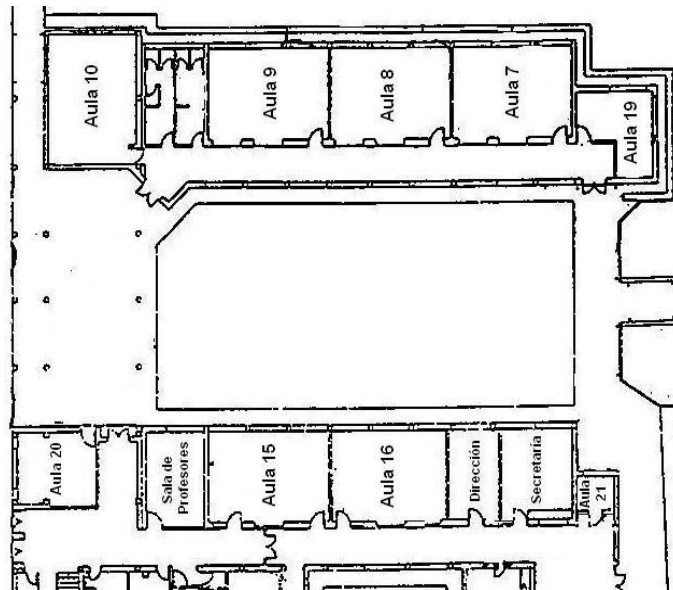 Aula 10
Aula 9
Aula 8
Aula 7
Aula 19
Aula 20
Sala de
Profesores
Aula 15
Aula 16
Dirección
Secretaría
Aula
21